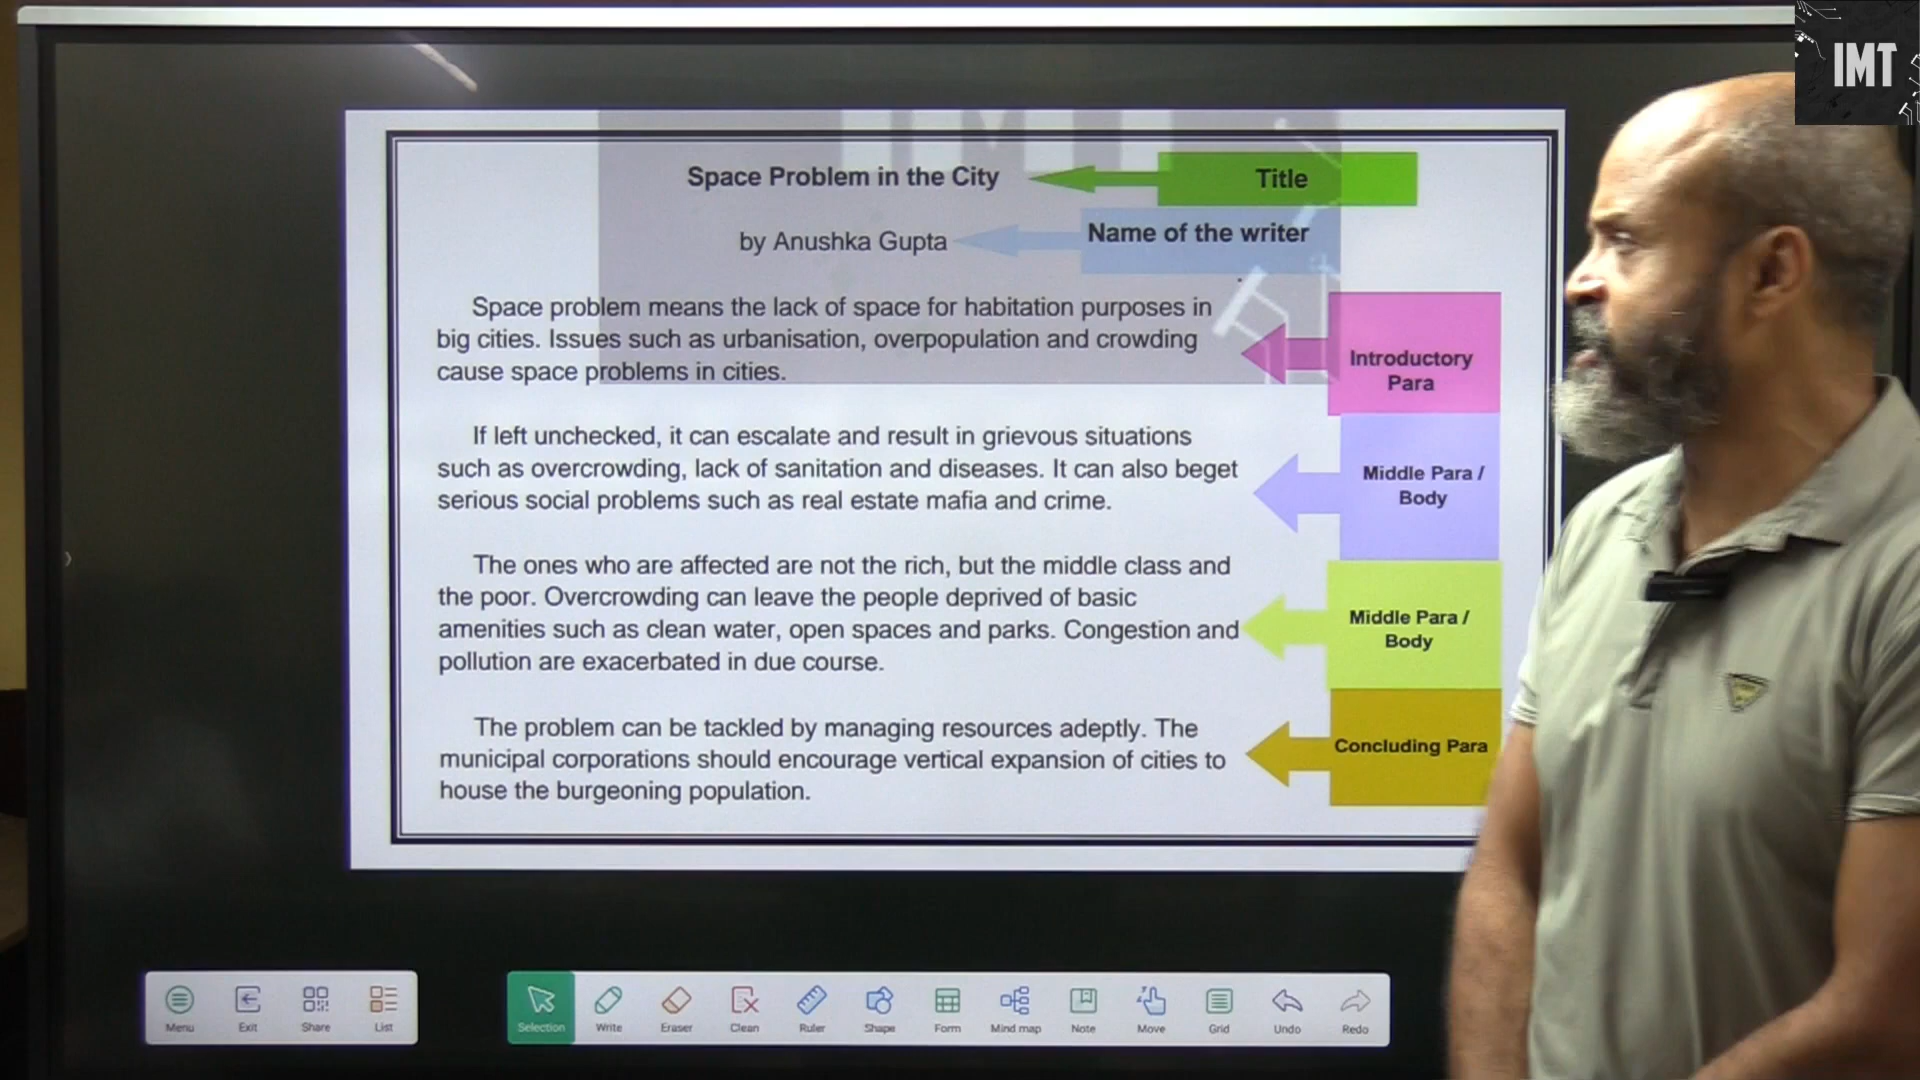 IMT
Space Problem in the City
Title
by Anushka Gupta
Name of the writer
Space problem means the lack of space for habitation purposes in
big cities. Issues such as urbanisation, overpopulation and crowding
cause space problems in cities.
Introductory
Para
If left unchecked, it can escalate and result in grievous situations
such as overcrowding, lack of sanitation and diseases. It can also beget
serious social problems such as real estate mafia and crime.
Middle Para /
Body
The ones who are affected are not the rich, but the middle class and
the poor. Overcrowding can leave the people deprived of basic
amenities such as clean water, open spaces and parks. Congestion and
pollution are exacerbated in due course.
Middle Para /
Body
The problem can be tackled by managing resources adeptly. The
municipal corporations should encourage vertical expansion of cities to
house the burgeoning population.
Concluding Para
Menu Exit Share List Selection Write Eraser Clean Ruler Shape Form Mind map Note Move Grid Undo Redo